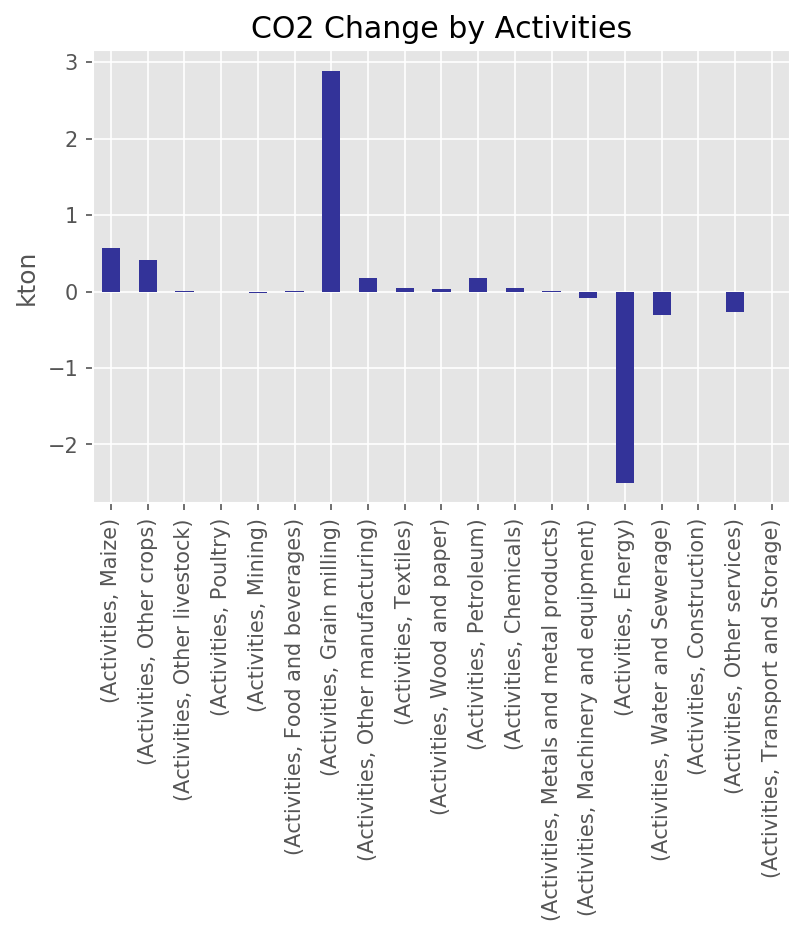 CO2 Change by Activities
kton
3
2
1
0
−1
−2
(Activities, Maize)
(Activities, Other crops)
(Activities, Other livestock)
(Activities, Poultry)
(Activities, Mining)
(Activities, Food and beverages)
(Activities, Grain milling)
(Activities, Other manufacturing)
(Activities, Textiles)
(Activities, Wood and paper)
(Activities, Petroleum)
(Activities, Chemicals)
(Activities, Metals and metal products)
(Activities, Machinery and equipment)
(Activities, Energy)
(Activities, Water and Sewerage)
(Activities, Construction)
(Activities, Other services)
(Activities, Transport and Storage)